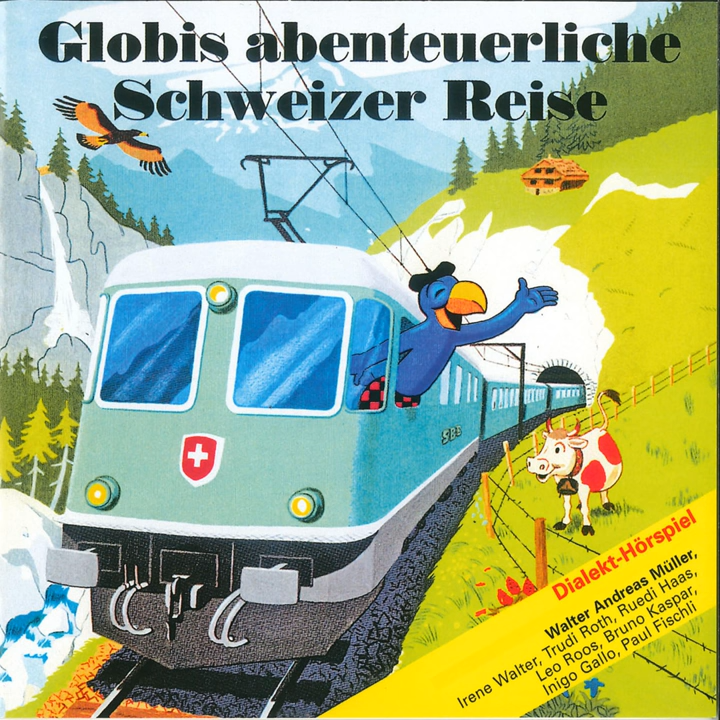 Globis abenteuerliche
Schweizer Reise
SBB
Dialekt-Hörspiel
Walter Andreas Müller,
Irene Walter, Trudi Roth, Ruedi Haas,
Leo Roos, Bruno Kaspar,
Inigo Gallo, Paul Fischli